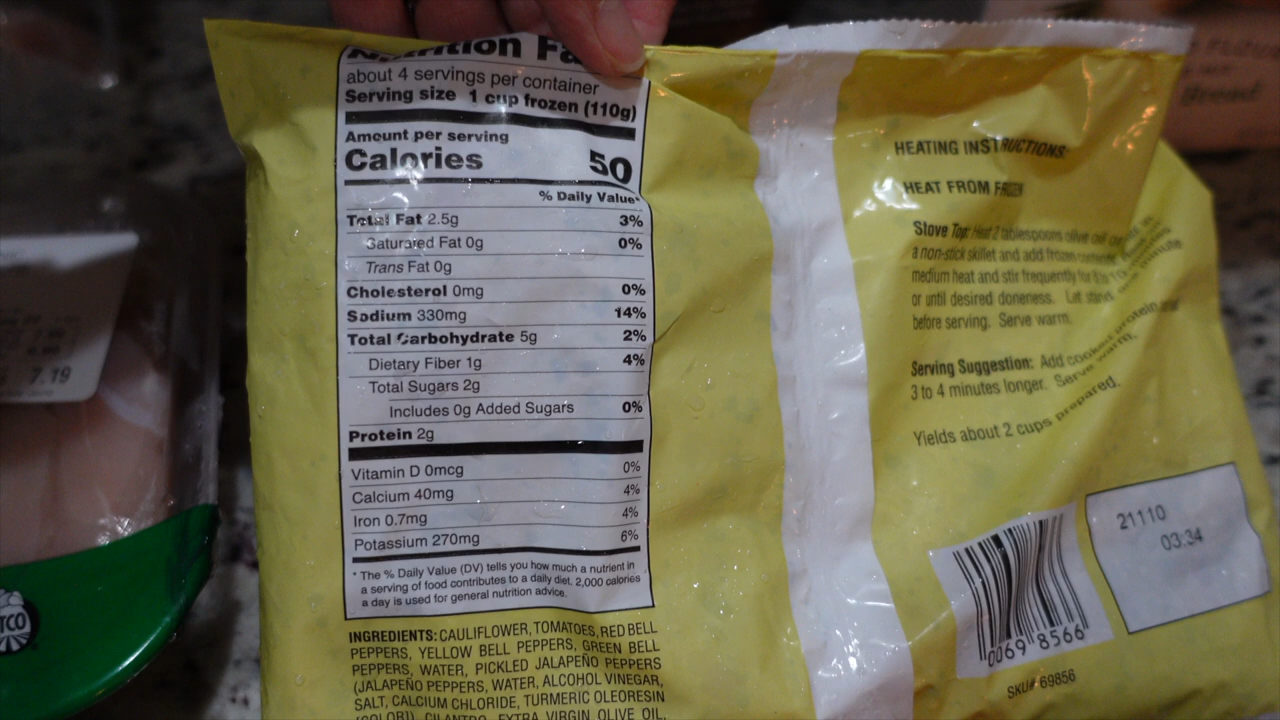 Nutrition Fa
about 4 servings per container
Serving size 1 cup frozen (110g)
Amount per serving
Calories 50
% Daily Value*
Total Fat 2.5g 3%
Saturated Fat 0g 0%
Trans Fat 0g
Cholesterol 0mg 0%
Sodium 330mg 14%
Total Carbohydrate 5g 2%
Dietary Fiber 1g 4%
Total Sugars 2g
Includes 0g Added Sugars 0%
Protein 2g
Vitamin D 0mcg 0%
Calcium 40mg 4%
Iron 0.7mg 4%
Potassium 270mg 6%
* The % Daily Value (DV) tells you how much a nutrient in
a serving of food contributes to a daily diet. 2,000 calories
a day is used for general nutrition advice.
INGREDIENTS: CAULIFLOWER, TOMATOES, RED BELL
PEPPERS, YELLOW BELL PEPPERS, GREEN BELL
PEPPERS, WATER, PICKLED JALAPEÑO PEPPERS
(JALAPEÑO PEPPERS, WATER, ALCOHOL VINEGAR,
SALT, CALCIUM CHLORIDE, TURMERIC OLEORESIN
[COLOR]), CILANTRO, EXTRA VIRGIN OLIVE OIL,
HEATING INSTRUCTIONS:
HEAT FROM FROZEN
Stove Top: Heat 2 tablespoons olive oil or
a non-stick skillet and add frozen contents.
medium heat and stir frequently for 8 to 10
or until desired doneness. Let stand minute
before serving. Serve warm.
Serving Suggestion: Add cooked protein and
3 to 4 minutes longer. Serve warm.
Yields about 2 cups prepared.
21110
03:34
0069 8566
SKU# 69856
7.19
TCO